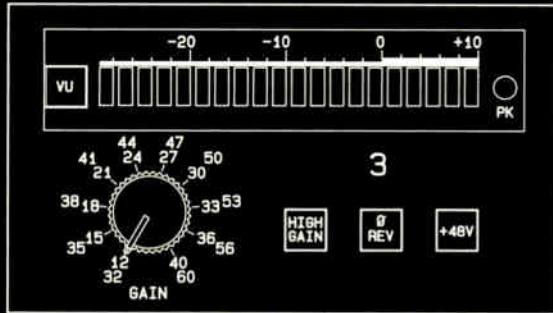 -20 -10 0 +10
VU
PK
44 47
41 24 27 50
21 30
38 18 33 53
35 15 36 56
12 40
32 60
GAIN
3
HIGH
GAIN
Ø
REV
+48V